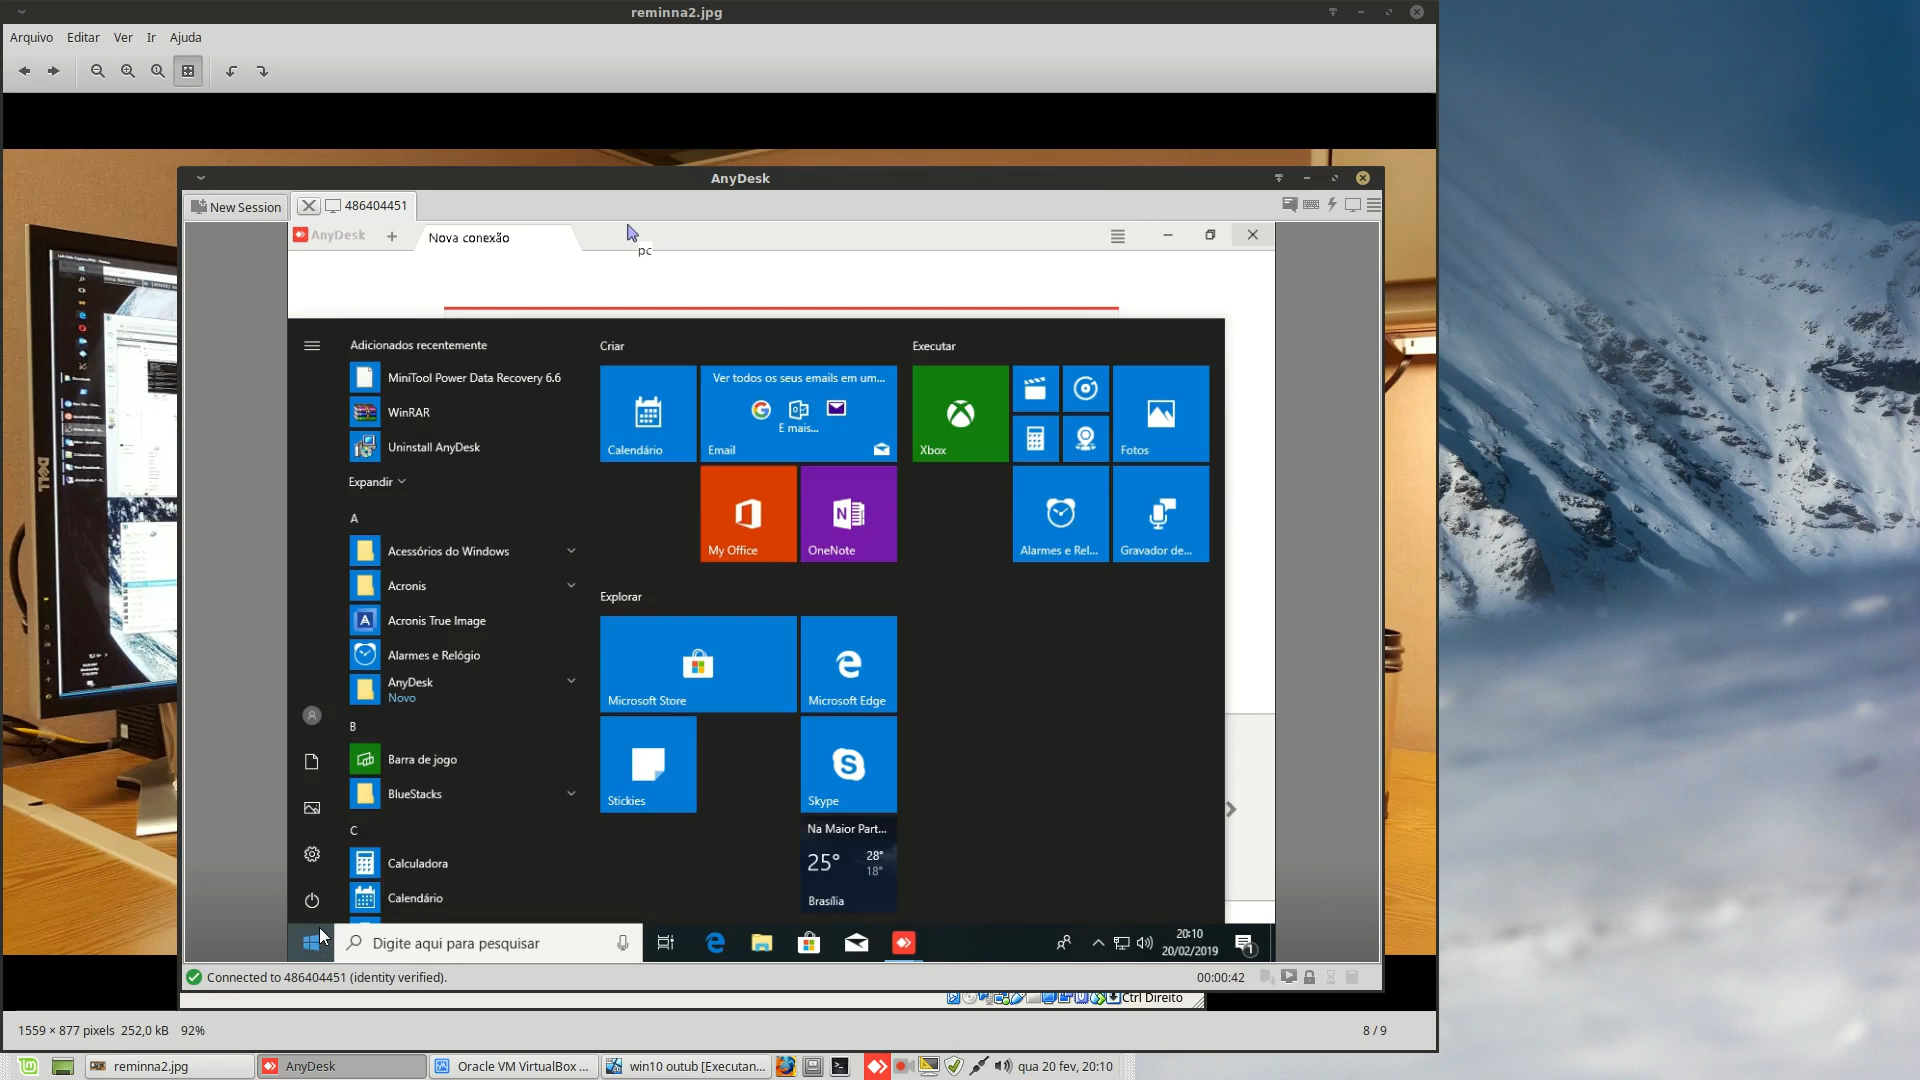 reminna2.jpg
Arquivo Editar Ver Ir Ajuda
AnyDesk
New Session
486404451
AnyDesk
Nova conexão
pc
Adicionados recentemente
MiniTool Power Data Recovery 6.6
WinRAR
Uninstall AnyDesk
Expandir
A
Acessórios do Windows
Acronis
Acronis True Image
Alarmes e Relógio
AnyDesk
Novo
B
Barra de jogo
BlueStacks
C
Calculadora
Calendário
Criar
Calendário
Ver todos os seus emails em um...
E mais...
Email
My Office
OneNote
Explorar
Microsoft Store
Microsoft Edge
Stickies
Skype
Na Maior Part...
25° 28°
18°
Brasília
Executar
Xbox
Fotos
Alarmes e Rel...
Gravador de...
DELL
Digite aqui para pesquisar
20:10
20/02/2019
1
Connected to 486404451 (identity verified).
00:00:42
Ctrl Direito
1559 × 877 pixels 252,0 kB 92%
8 / 9
reminna2.jpg
AnyDesk
Oracle VM VirtualBox ...
win10 outub [Executan...
qua 20 fev, 20:10